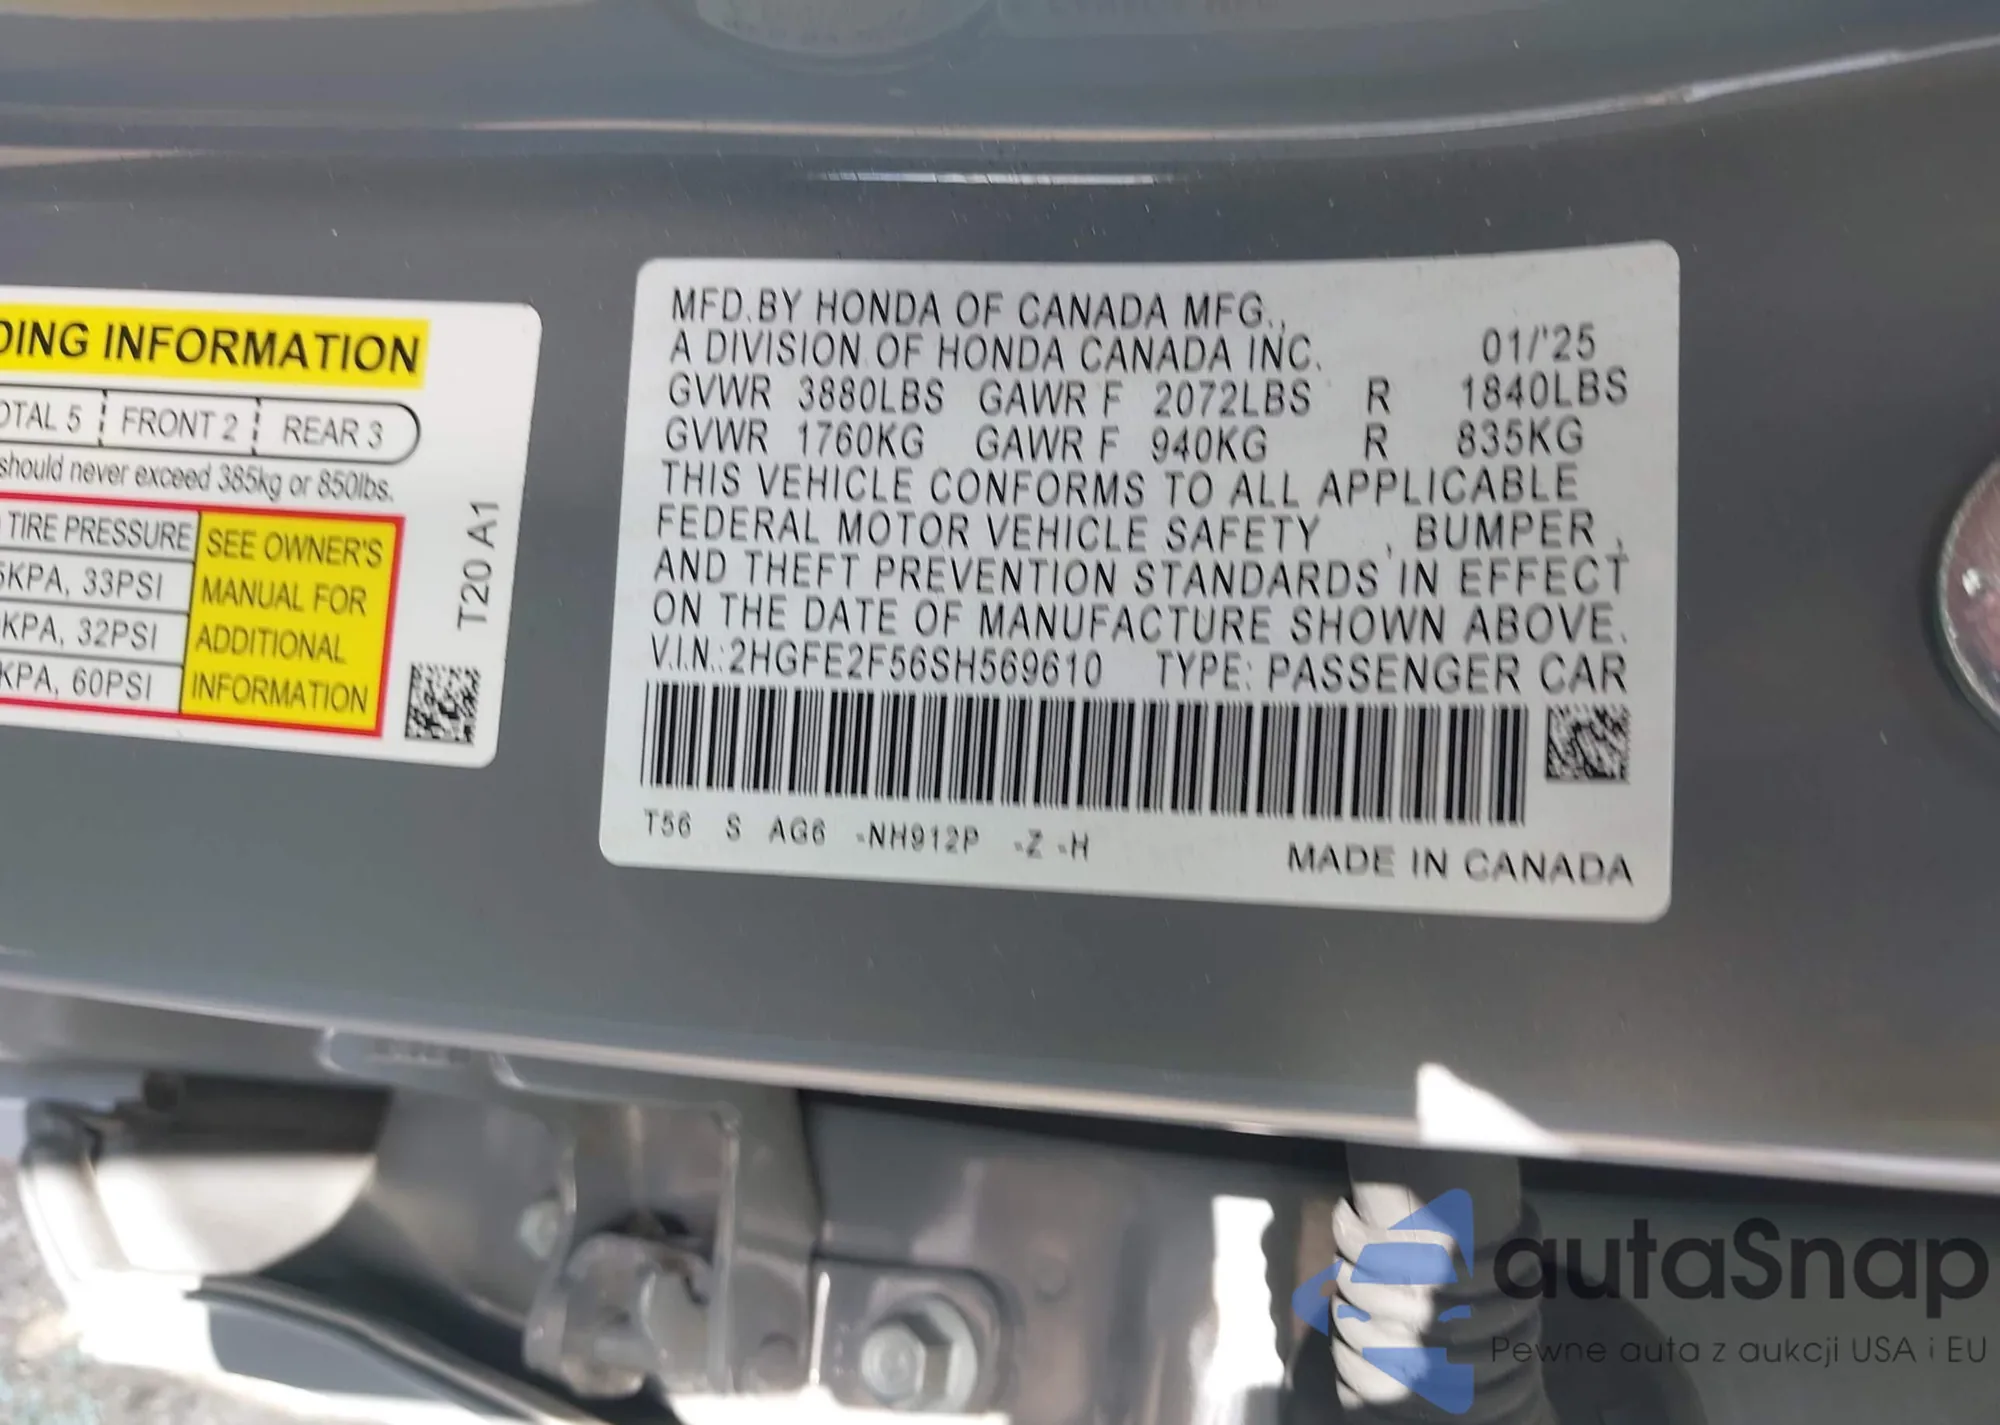 DING INFORMATION
OTAL 5 FRONT 2 REAR 3
should never exceed 385kg or 850lbs.
TIRE PRESSURE
5KPA, 33PSI
KPA, 32PSI
KPA, 60PSI
SEE OWNER'S
MANUAL FOR
ADDITIONAL
INFORMATION
T20 A1
MFD.BY HONDA OF CANADA MFG.,
A DIVISION OF HONDA CANADA INC. 01/'25
GVWR 3880LBS GAWR F 2072LBS R 1840LBS
GVWR 1760KG GAWR F 940KG R 835KG
THIS VEHICLE CONFORMS TO ALL APPLICABLE
FEDERAL MOTOR VEHICLE SAFETY , BUMPER ,
AND THEFT PREVENTION STANDARDS IN EFFECT
ON THE DATE OF MANUFACTURE SHOWN ABOVE.
V.I.N.:2HGFE2F56SH569610 TYPE: PASSENGER CAR
T56 S AG6 -NH912P -Z -H
MADE IN CANADA
autaSnap
Pewne auta z aukcji USA i EU